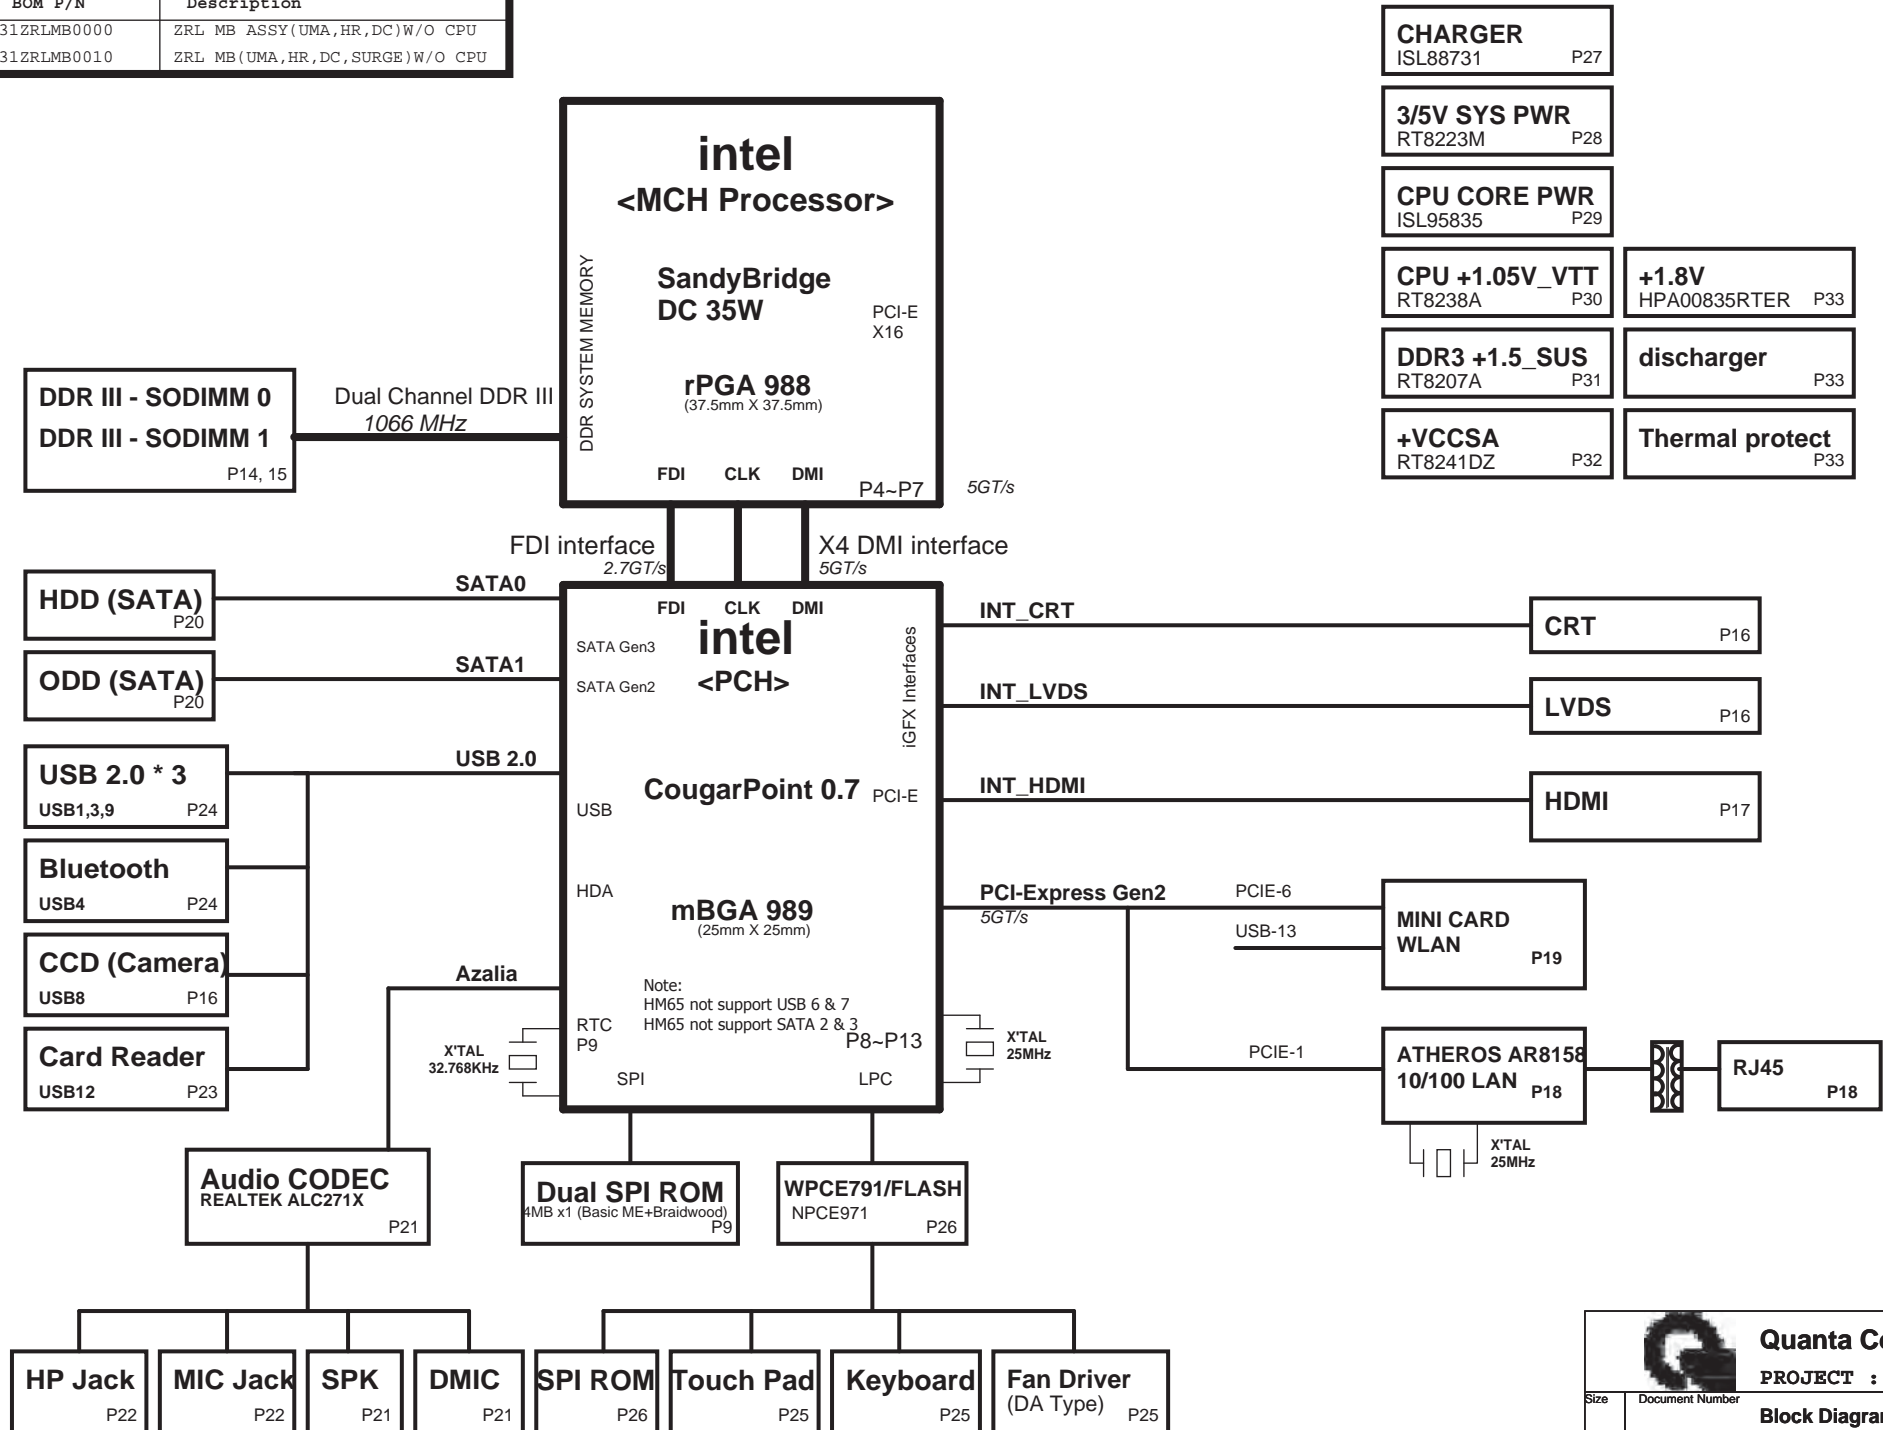 BOM P/N Description
31ZRLMB0000 ZRL MB ASSY(UMA,HR,DC)W/O CPU
31ZRLMB0010 ZRL MB(UMA,HR,DC,SURGE)W/O CPU
CHARGER
ISL88731 P27
3/5V SYS PWR
RT8223M P28
CPU CORE PWR
ISL95835 P29
CPU +1.05V_VTT
RT8238A P30
+1.8V
HPA00835RTER P33
DDR3 +1.5_SUS
RT8207A P31
discharger
P33
+VCCSA
RT8241DZ P32
Thermal protect
P33
intel
<MCH Processor>
SandyBridge
DC 35W
DDR SYSTEM MEMORY
PCI-E
X16
rPGA 988
(37.5mm X 37.5mm)
FDI CLK DMI
P4~P7
5GT/s
DDR III - SODIMM 0
DDR III - SODIMM 1
P14, 15
Dual Channel DDR III
1066 MHz
FDI interface
2.7GT/s
X4 DMI interface
5GT/s
HDD (SATA)
P20
SATA0
ODD (SATA)
P20
SATA1
USB 2.0 * 3
USB1,3,9 P24
USB 2.0
Bluetooth
USB4 P24
CCD (Camera)
USB8 P16
Card Reader
USB12 P23
FDI CLK DMI
intel
<PCH>
SATA Gen3
SATA Gen2
iGFX Interfaces
CougarPoint 0.7
PCI-E
USB
HDA
mBGA 989
(25mm X 25mm)
Note:
HM65 not support USB 6 & 7
HM65 not support SATA 2 & 3
P8~P13
RTC
P9
SPI
LPC
Azalia
X'TAL
32.768KHz
X'TAL
25MHz
INT_CRT
CRT
P16
INT_LVDS
LVDS
P16
INT_HDMI
HDMI
P17
PCI-Express Gen2
5GT/s
PCIE-6
USB-13
MINI CARD
WLAN
P19
PCIE-1
ATHEROS AR8158
10/100 LAN
P18
RJ45
P18
X'TAL
25MHz
Audio CODEC
REALTEK ALC271X
P21
Dual SPI ROM
4MB x1 (Basic ME+Braidwood)
P9
WPCE791/FLASH
NPCE971
P26
HP Jack
P22
MIC Jack
P22
SPK
P21
DMIC
P21
SPI ROM
P26
Touch Pad
P25
Keyboard
P25
Fan Driver
(DA Type)
P25
Quanta Co
PROJECT :
Size Document Number
Block Diagra